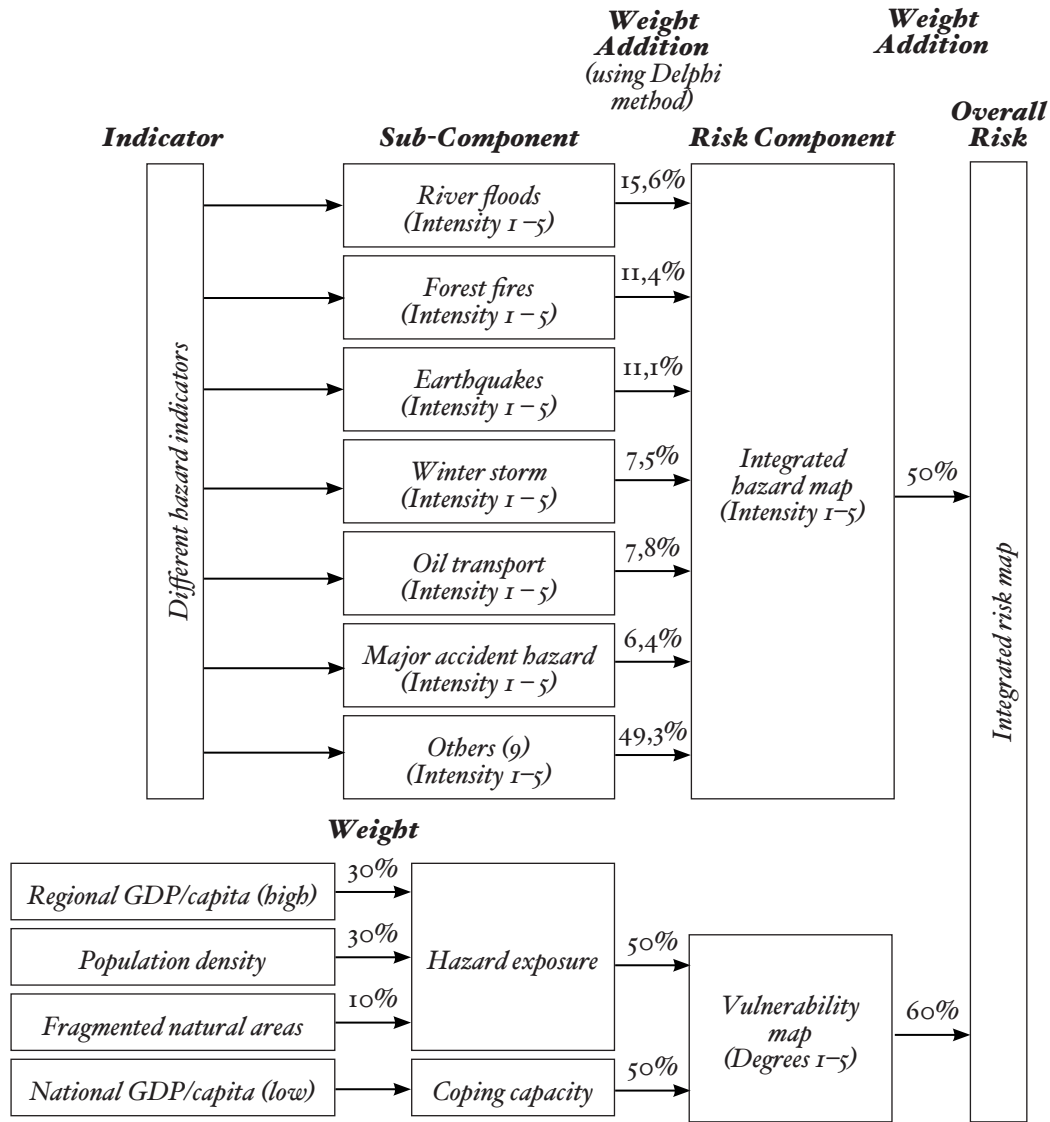 Weight
Addition
(using Delphi
method)
Weight
Addition
Overall
Risk
Indicator
Sub-Component
Risk Component
Different hazard indicators
River floods
(Intensity 1–5)
15,6%
Forest fires
(Intensity 1–5)
11,4%
Earthquakes
(Intensity 1–5)
11,1%
Winter storm
(Intensity 1–5)
7,5%
Oil transport
(Intensity 1–5)
7,8%
Major accident hazard
(Intensity 1–5)
6,4%
Others (9)
(Intensity 1–5)
49,3%
Integrated
hazard map
(Intensity 1–5)
50%
Integrated risk map
Weight
Regional GDP/capita (high)
30%
Population density
30%
Fragmented natural areas
10%
National GDP/capita (low)
Hazard exposure
50%
Coping capacity
50%
Vulnerability
map
(Degrees 1–5)
60%